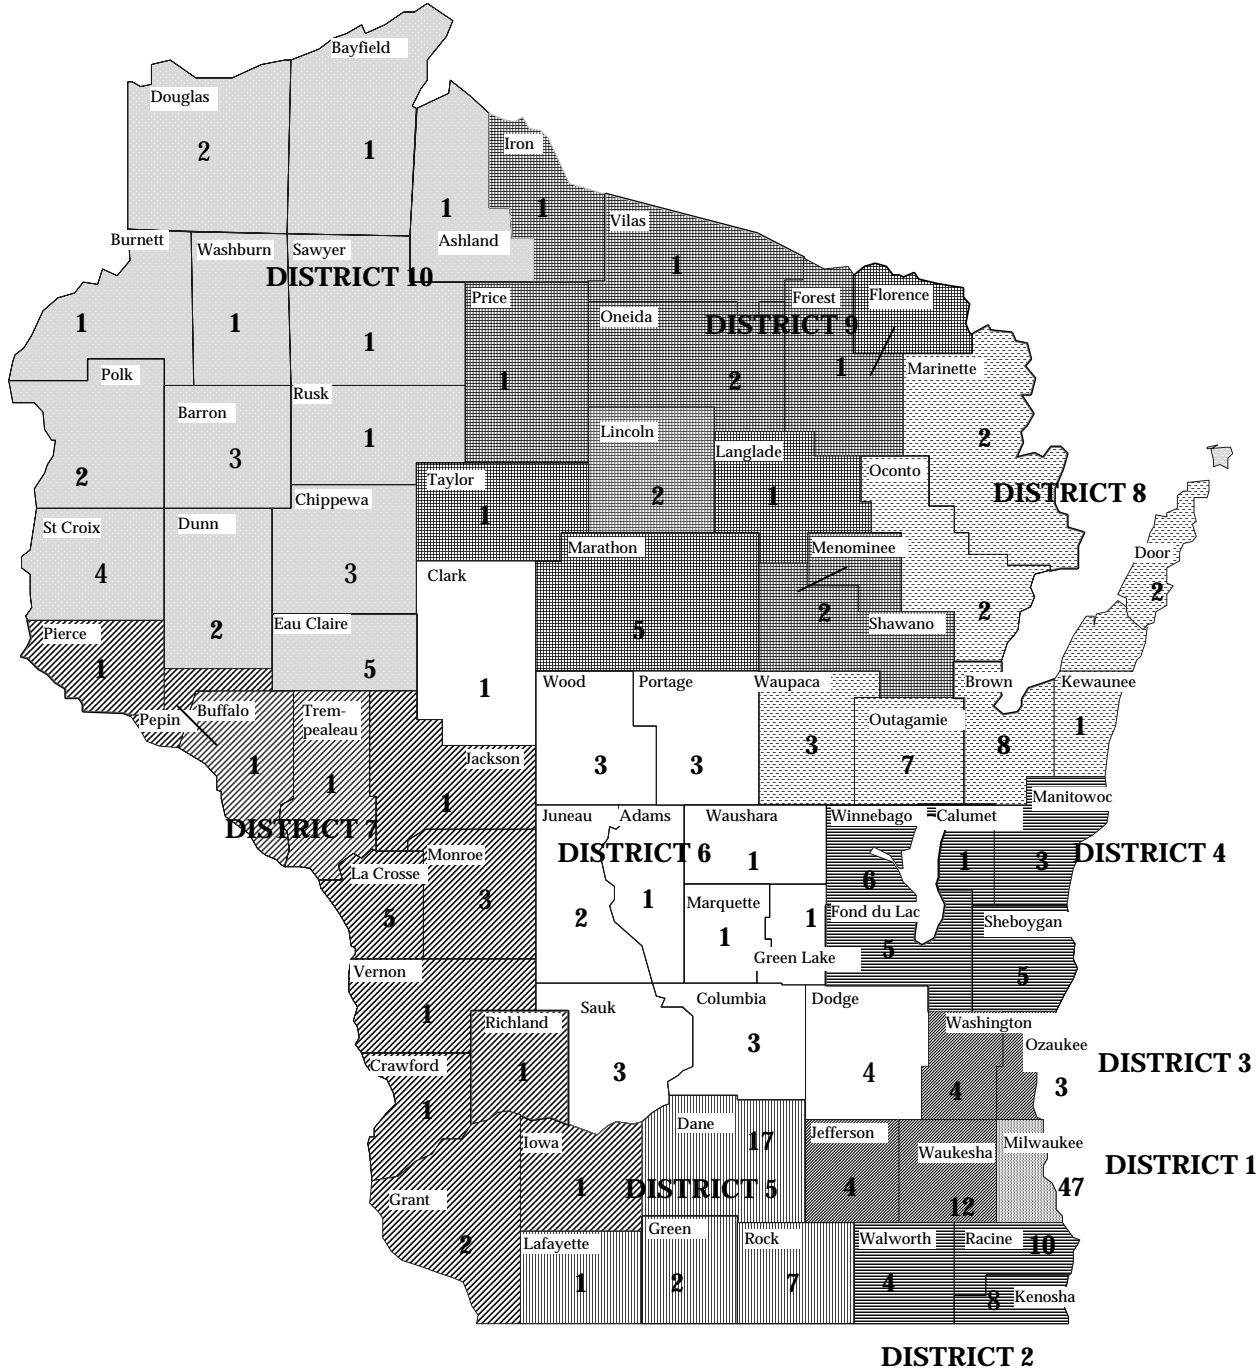 Bayfield
Douglas
2
1
Iron
1
1
Vilas
Burnett
Washburn
Sawyer
Ashland
DISTRICT 10
1
Price
Oneida
Forest
Florence
DISTRICT 9
1
1
1
1
2
1
Marinette
Polk
Rusk
Barron
1
Lincoln
2
3
Langlade
Oconto
2
Taylor
2
1
DISTRICT 8
Chippewa
1
St Croix
Dunn
Marathon
Menominee
Door
4
3
Clark
2
2
Eau Claire
2
Shawano
2
Pierce
5
1
5
1
Wood
Portage
Waupaca
Brown
Kewaunee
Pepin
Buffalo
Trem-
pealeau
Outagamie
1
3
8
7
Jackson
1
3
3
1
1
Manitowoc
Juneau
Adams
Waushara
Winnebago
Calumet
DISTRICT 7
DISTRICT 6
DISTRICT 4
Monroe
1
1
3
La Crosse
6
3
1
Marquette
5
2
1
Fond du Lac
Sheboygan
1
5
Green Lake
Vernon
5
Columbia
Dodge
Sauk
1
Richland
Washington
3
Ozaukee
Crawford
DISTRICT 3
1
3
4
4
3
1
Dane
Iowa
17
Jefferson
Milwaukee
Waukesha
DISTRICT 1
1
DISTRICT 5
4
47
Grant
12
Green
2
Lafayette
Rock
Walworth
Racine
10
1
2
7
4
8
Kenosha
DISTRICT 2